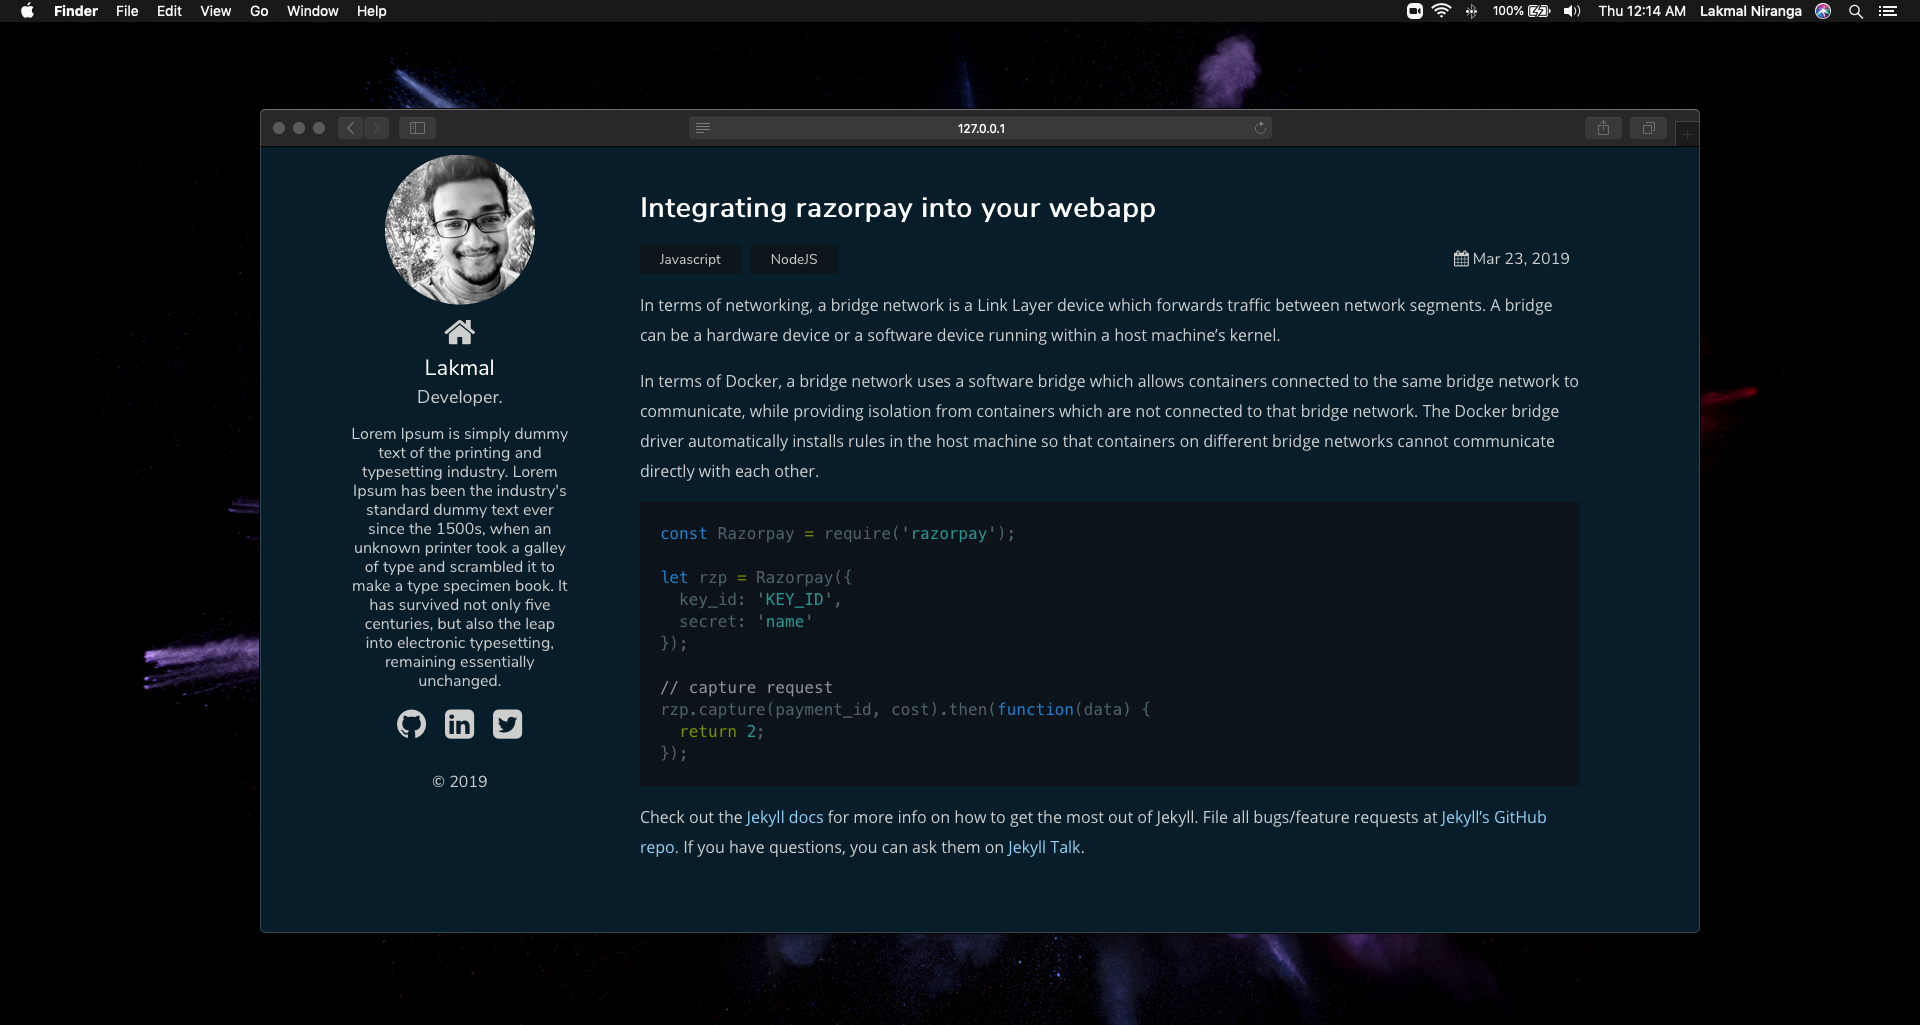 Finder File Edit View Go Window Help
100% Thu 12:14 AM Lakmal Niranga
127.0.0.1
Lakmal
Developer.
Lorem Ipsum is simply dummy
text of the printing and
typesetting industry. Lorem
Ipsum has been the industry's
standard dummy text ever
since the 1500s, when an
unknown printer took a galley
of type and scrambled it to
make a type specimen book. It
has survived not only five
centuries, but also the leap
into electronic typesetting,
remaining essentially
unchanged.
© 2019
Integrating razorpay into your webapp
Javascript NodeJS Mar 23, 2019
In terms of networking, a bridge network is a Link Layer device which forwards traffic between network segments. A bridge
can be a hardware device or a software device running within a host machine’s kernel.
In terms of Docker, a bridge network uses a software bridge which allows containers connected to the same bridge network to
communicate, while providing isolation from containers which are not connected to that bridge network. The Docker bridge
driver automatically installs rules in the host machine so that containers on different bridge networks cannot communicate
directly with each other.
const Razorpay = require('razorpay');
let rzp = Razorpay({
  key_id: 'KEY_ID',
  secret: 'name'
});
// capture request
rzp.capture(payment_id, cost).then(function(data) {
  return 2;
});
Check out the Jekyll docs for more info on how to get the most out of Jekyll. File all bugs/feature requests at Jekyll’s GitHub
repo. If you have questions, you can ask them on Jekyll Talk.